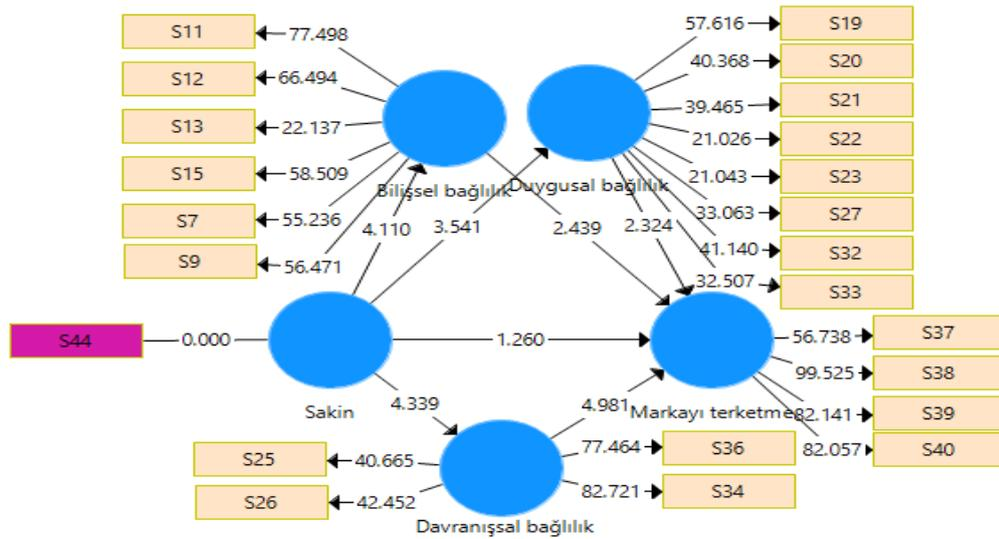 S11
77.498
S12
66.494
S13
22.137
S15
58.509
S7
55.236
S9
56.471
57.616
S19
40.368
S20
39.465
S21
21.026
S22
21.043
S23
33.063
S27
41.140
S32
32.507
S33
Bilişsel bağlılık
Duygusal bağlılık
4.110
3.541
2.439
2.324
S44
0.000
1.260
Sakin
4.339
4.981
Markayı terketme
56.738
S37
99.525
S38
82.141
S39
82.057
S40
S25
40.665
S26
42.452
77.464
S36
82.721
S34
Davranışsal bağlılık